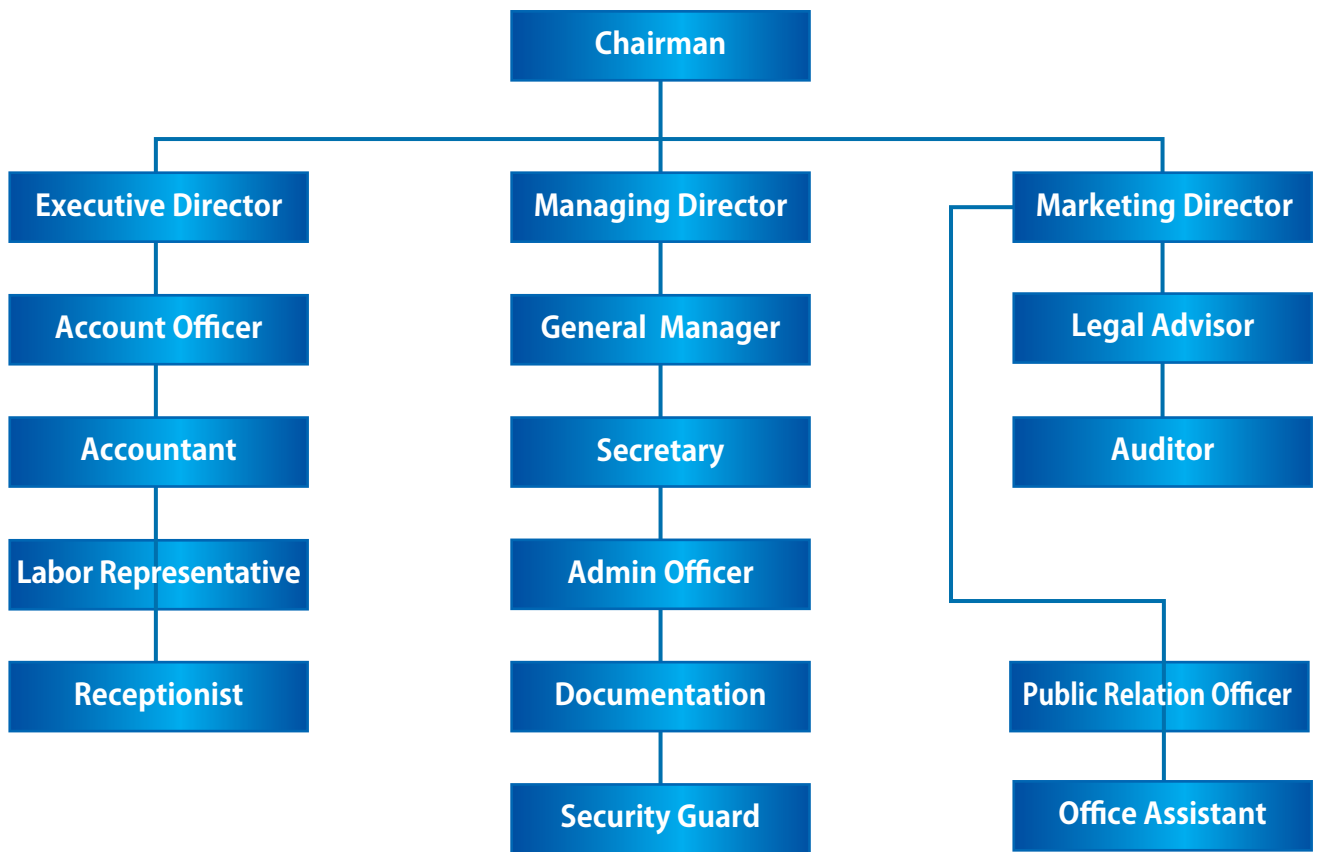 Chairman
Executive Director
Managing Director
Marketing Director
Account Officer
General Manager
Legal Advisor
Accountant
Secretary
Auditor
Labor Representative
Admin Officer
Receptionist
Documentation
Public Relation Officer
Security Guard
Office Assistant